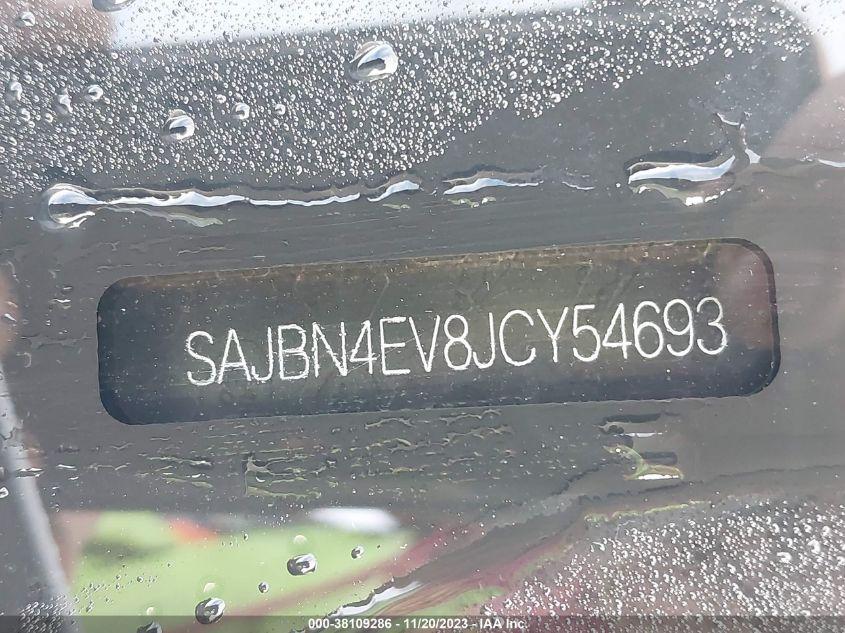 SAJBN4EV8JCY54693
000-38109286 - 11/20/2023 - IAA Inc.